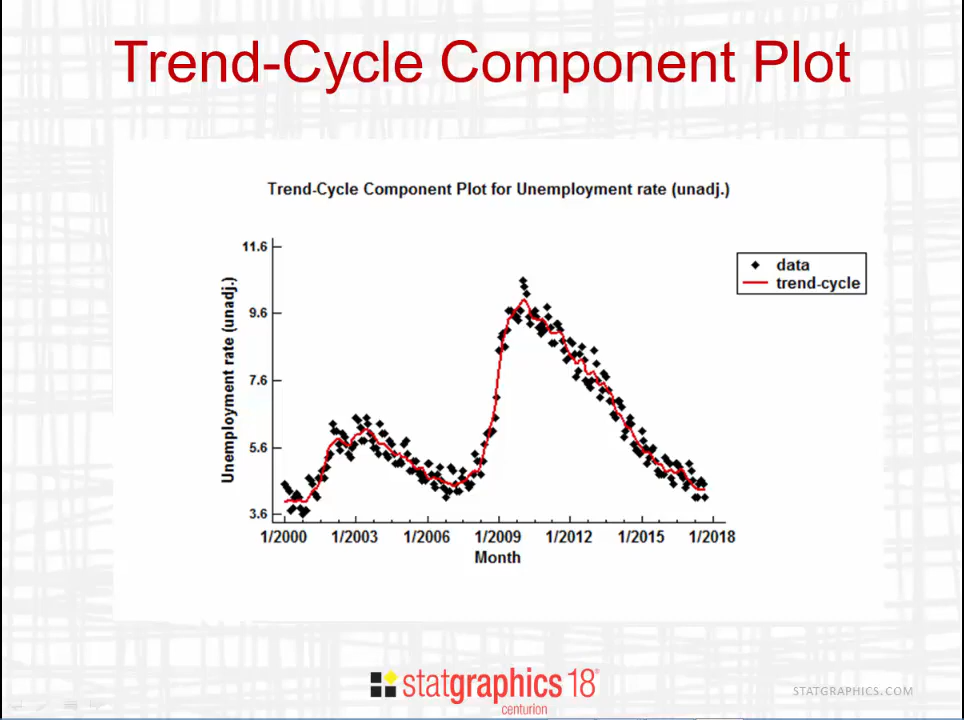 Trend-Cycle Component Plot
Trend-Cycle Component Plot for Unemployment rate (unadj.)
11.6
9.6
7.6
5.6
3.6
Unemployment rate (unadj.)
1/2000 1/2003 1/2006 1/2009 1/2012 1/2015 1/2018
Month
data
trend-cycle
statgraphics 18®
centurion
STATGRAPHICS.COM